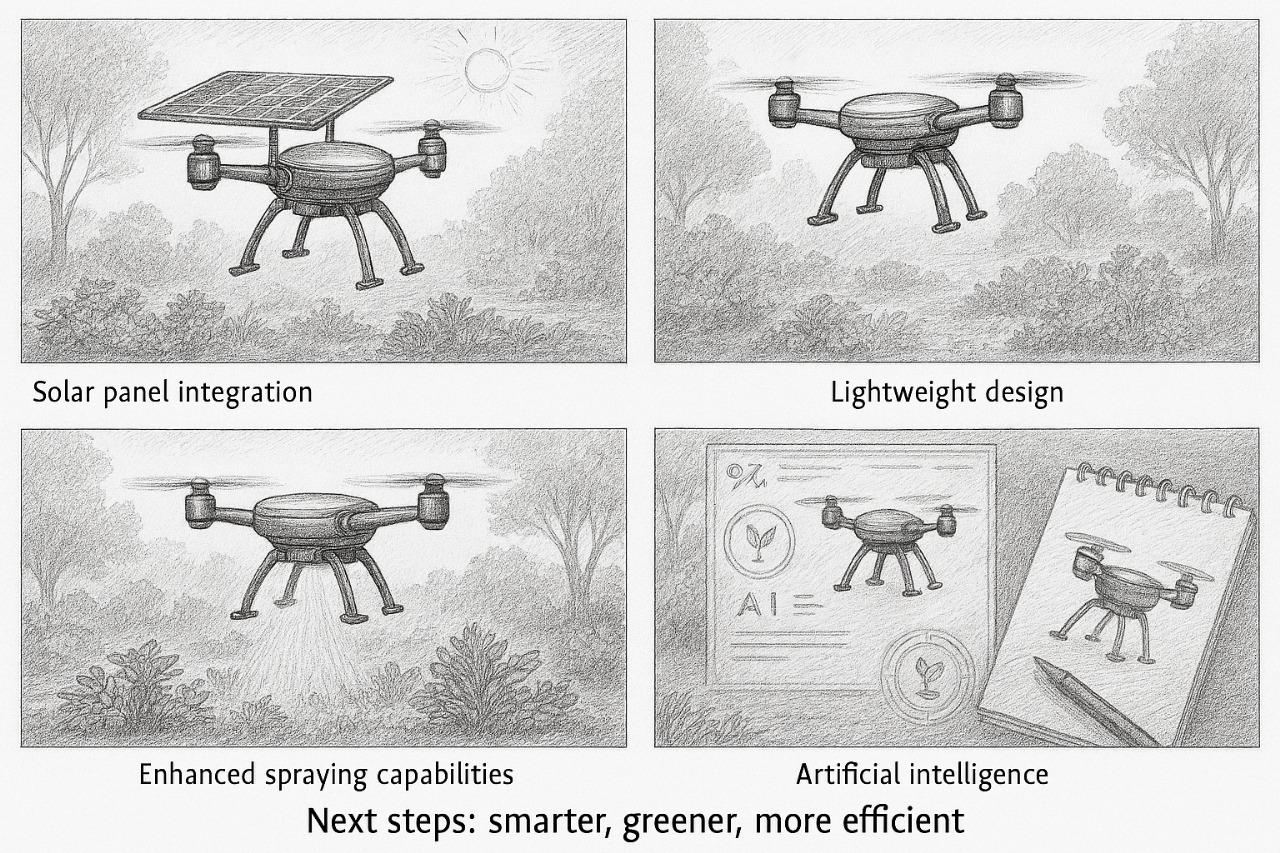 Solar panel integration
Lightweight design
AI
Enhanced spraying capabilities
Artificial intelligence
Next steps: smarter, greener, more efficient